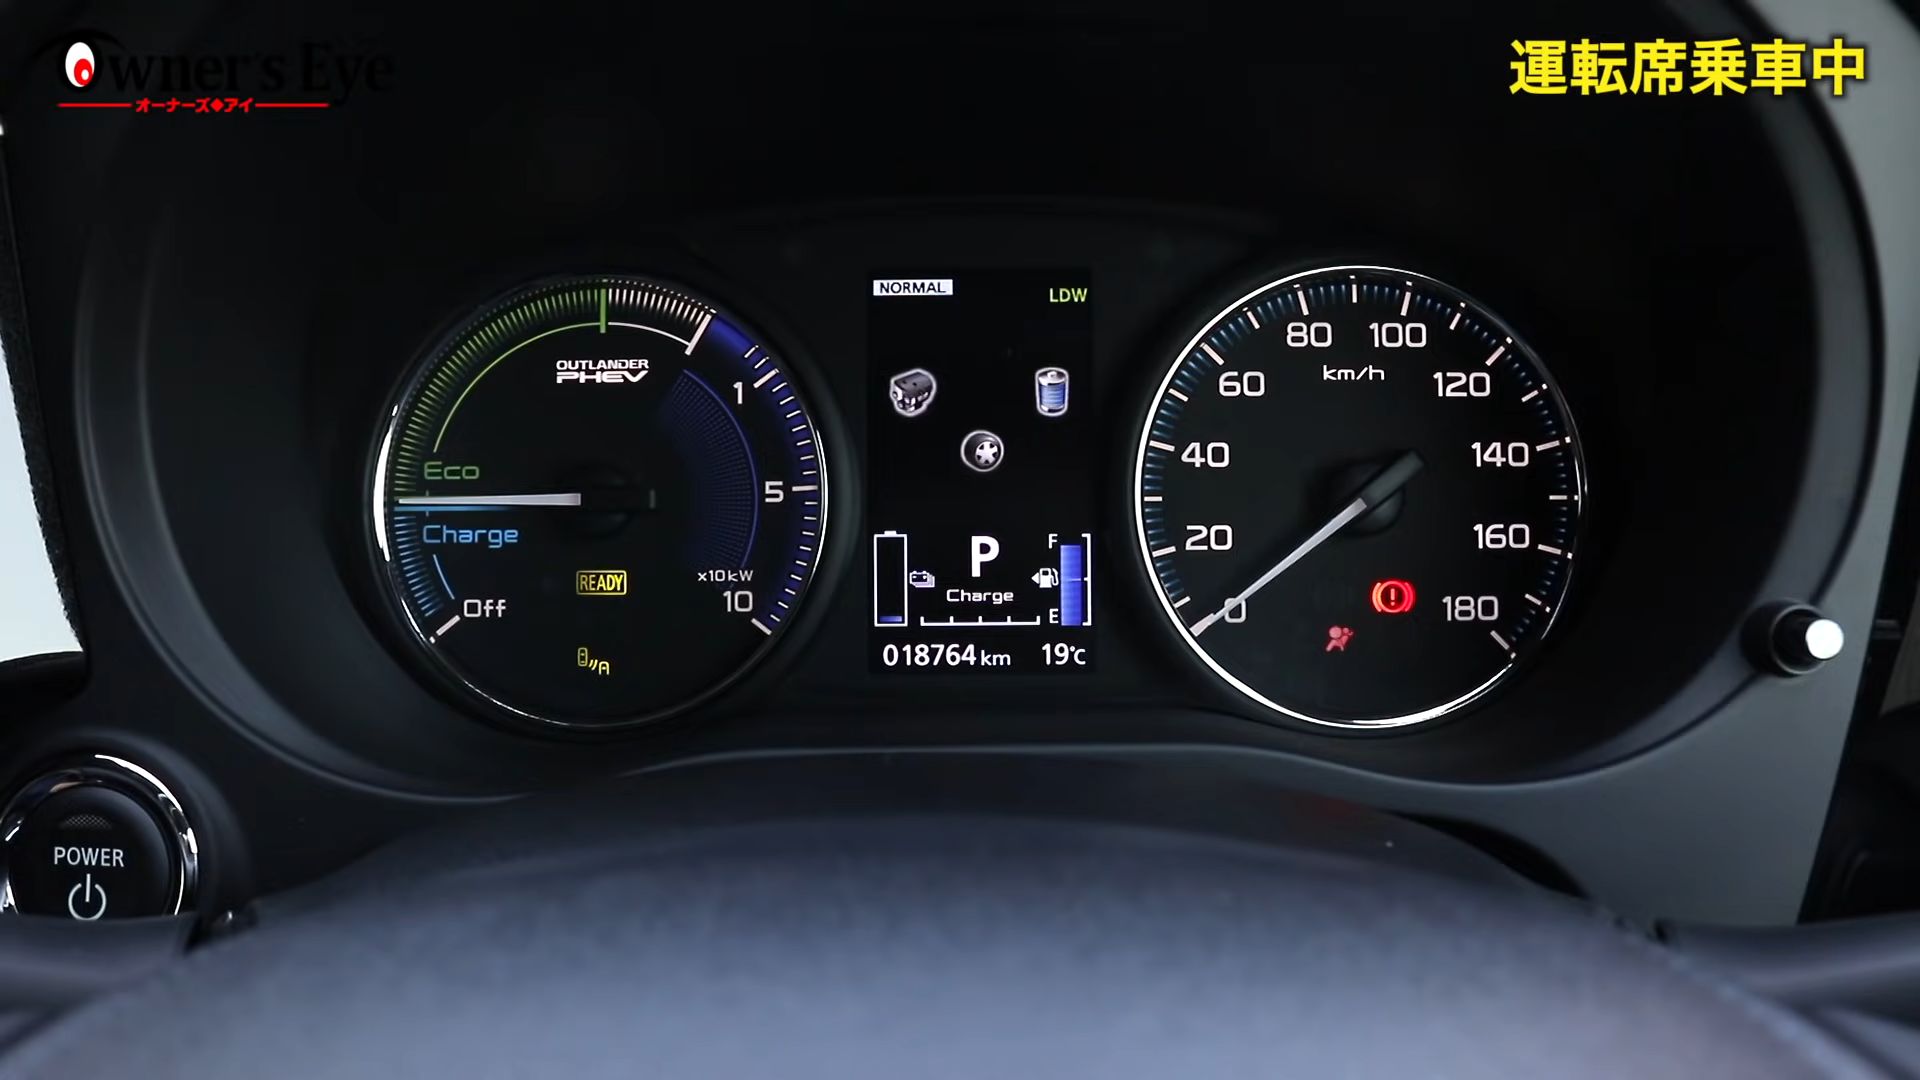 Owner's Eye
オーナーズ◆アイ
運転席乗車中
NORMAL
LDW
OUTLANDER
PHEV
Eco
Charge
Off
READY
A
1
5
10
x10kW
P
Charge
F
E
018764 km
19℃
0
20
40
60
80
100
120
140
160
180
km/h
POWER